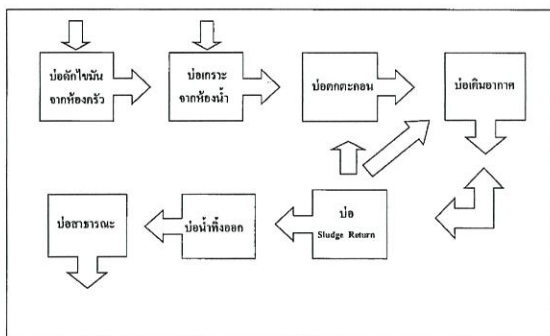 บ่อดักไขมัน
จากห้องครัว
บ่อเกราะ
จากห้องน้ำ
บ่อตกตะกอน
บ่อเติมอากาศ
บ่อสาธารณะ
บ่อน้ำทิ้งออก
บ่อ
Sludge Return